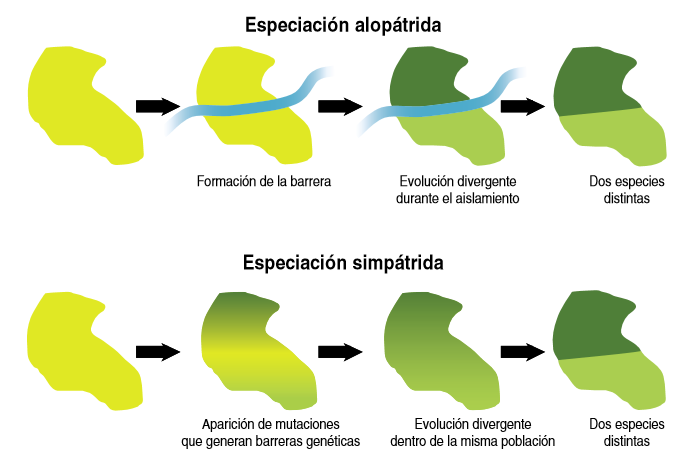 Especiación alopátrida
Formación de la barrera
Evolución divergente
durante el aislamiento
Dos especies
distintas
Especiación simpátrida
Aparición de mutaciones
que generan barreras genéticas
Evolución divergente
dentro de la misma población
Dos especies
distintas